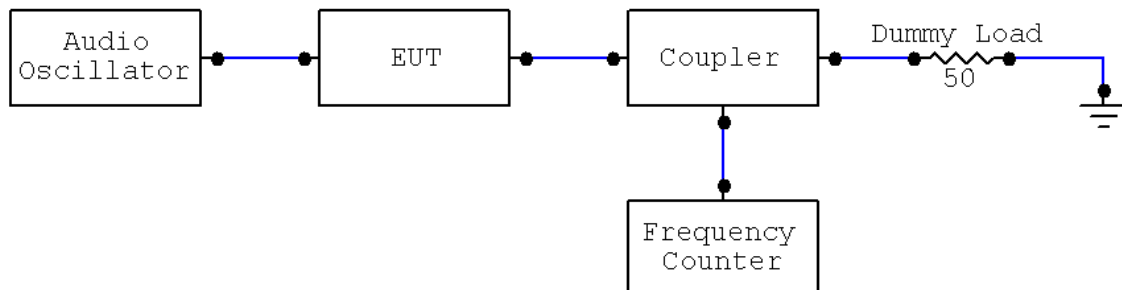 Audio
Oscillator
EUT
Coupler
Dummy Load
50
Frequency
Counter